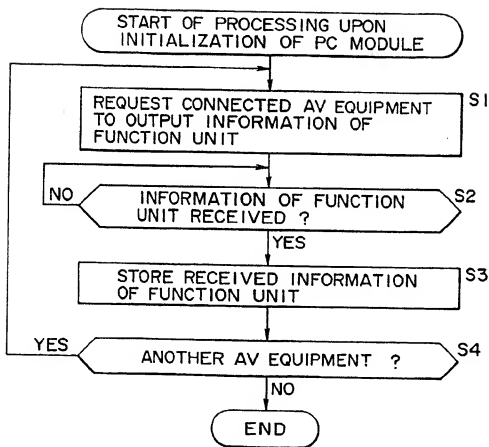 START OF PROCESSING UPON
INITIALIZATION OF PC MODULE
S1
REQUEST CONNECTED AV EQUIPMENT
TO OUTPUT INFORMATION OF
FUNCTION UNIT
S2
NO
INFORMATION OF FUNCTION
UNIT RECEIVED ?
YES
S3
STORE RECEIVED INFORMATION
OF FUNCTION UNIT
YES
S4
ANOTHER AV EQUIPMENT ?
NO
END